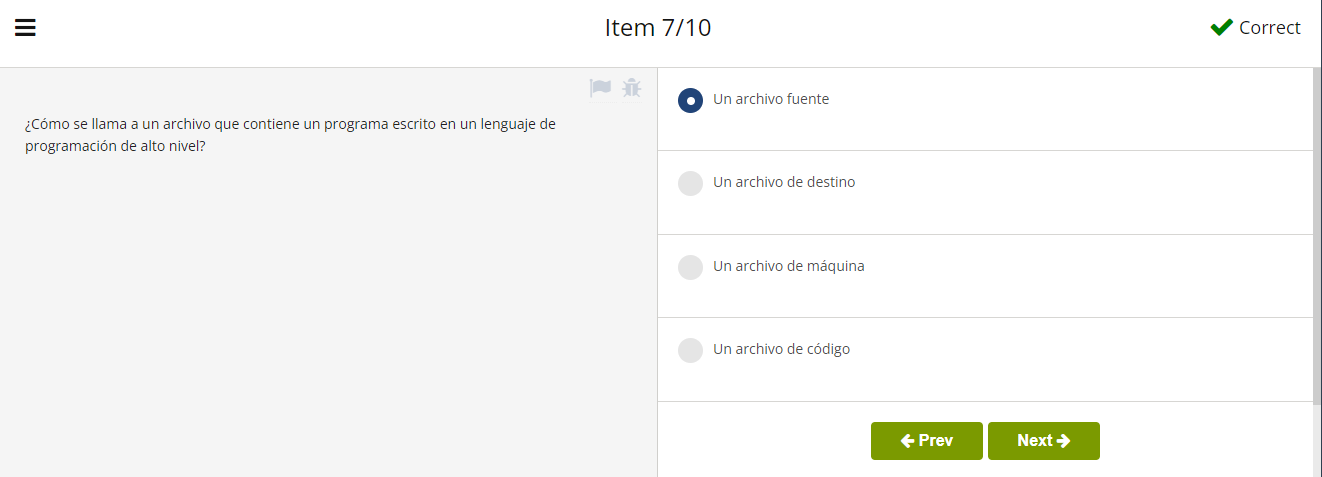 Item 7/10
Correct
¿Cómo se llama a un archivo que contiene un programa escrito en un lenguaje de
programación de alto nivel?
Un archivo fuente
Un archivo de destino
Un archivo de máquina
Un archivo de código
Prev
Next